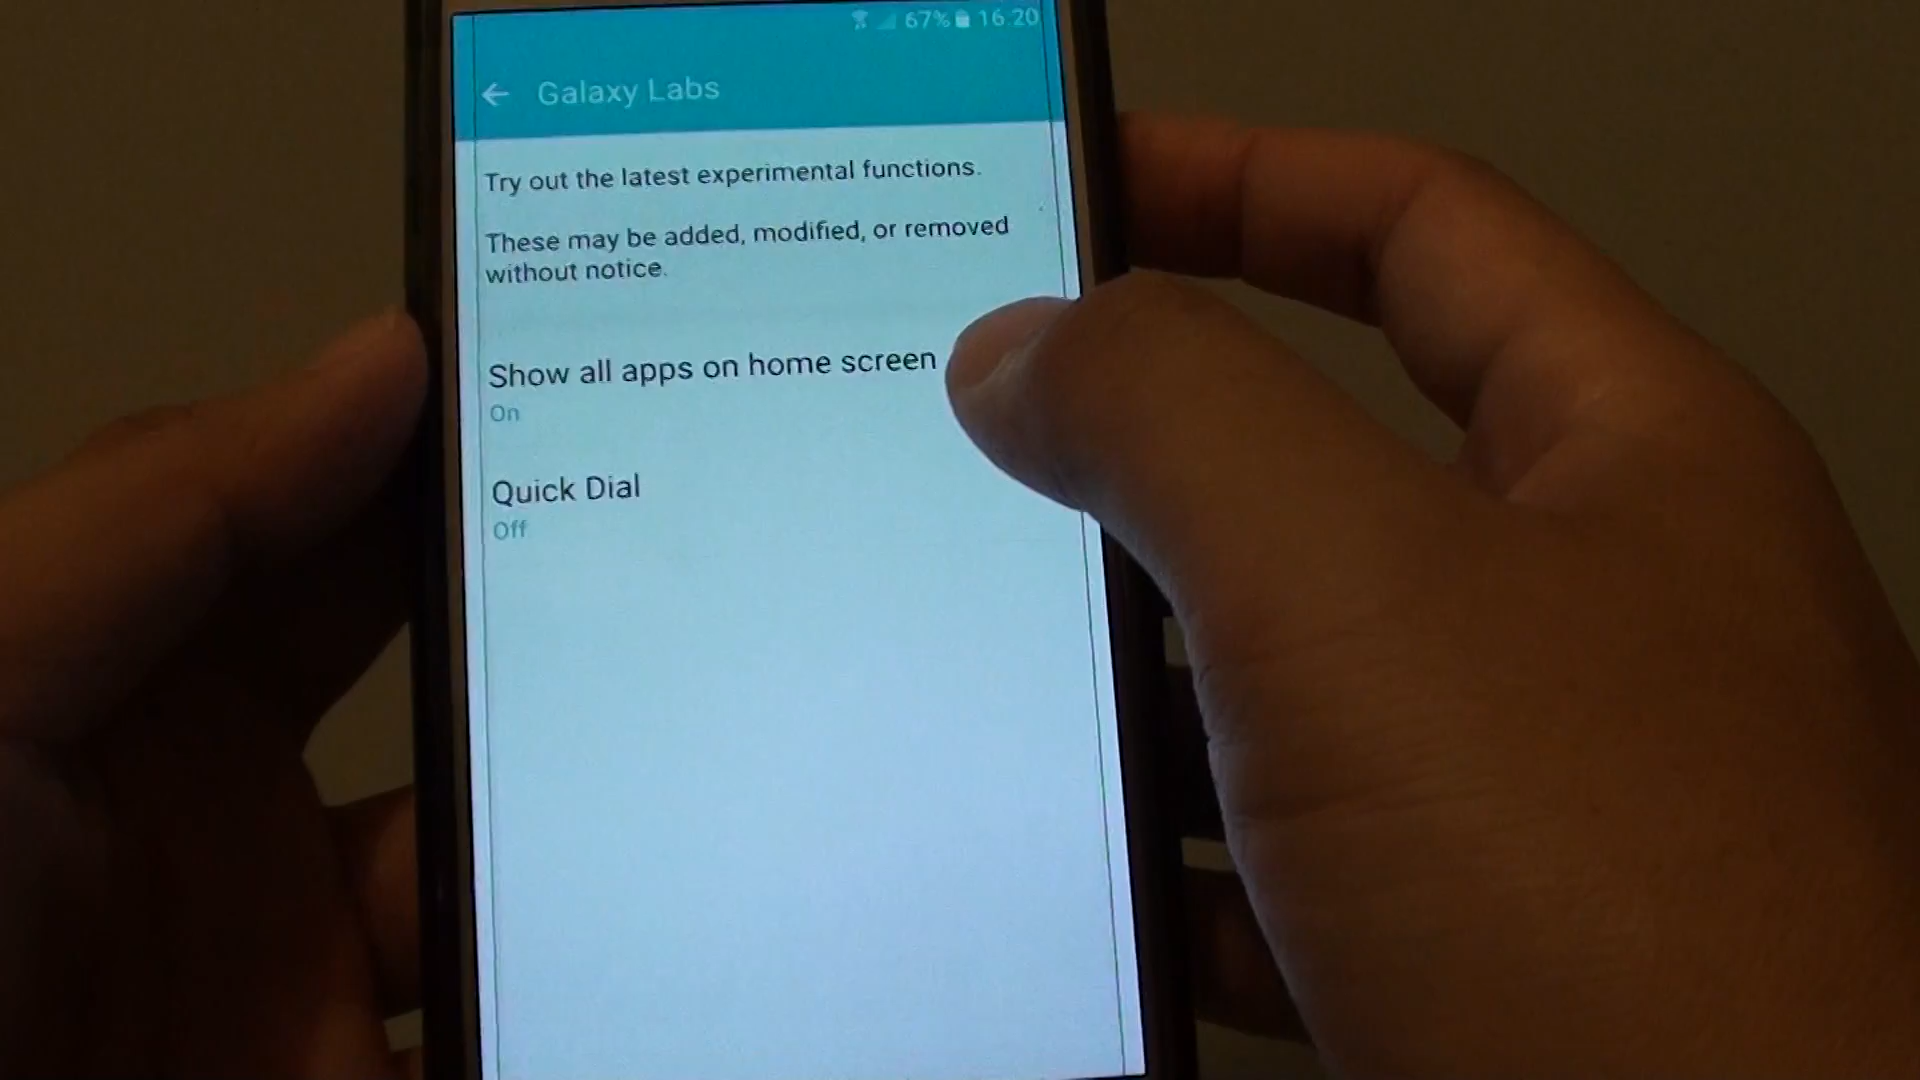 67% 16.20
Galaxy Labs
Try out the latest experimental functions.
These may be added, modified, or removed
without notice.
Show all apps on home screen
On
Quick Dial
Off